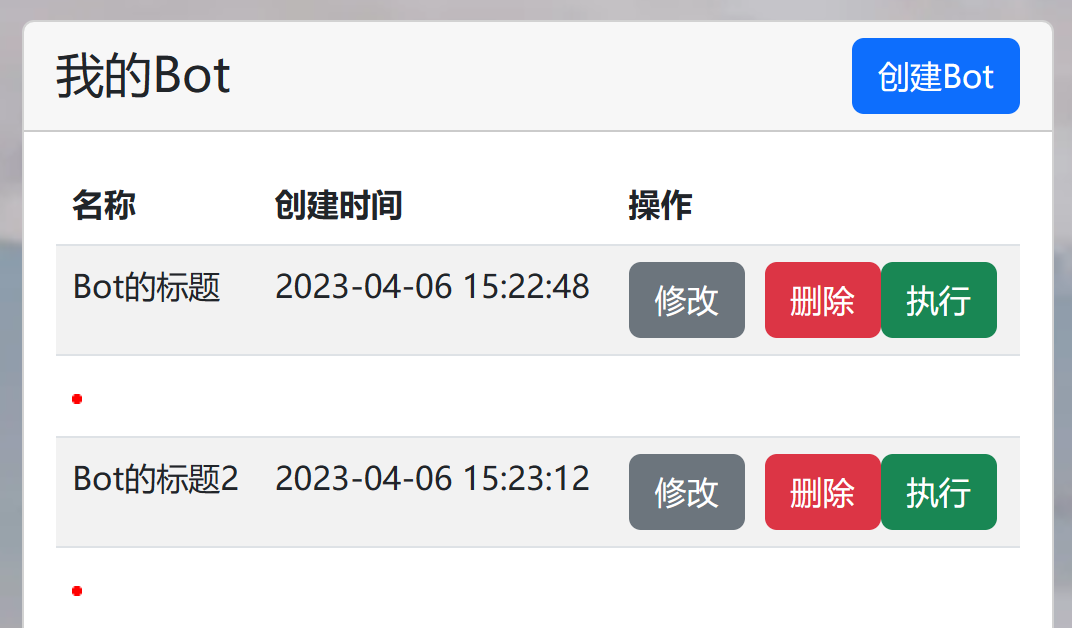 我的Bot 创建Bot
名称 创建时间 操作
Bot的标题 2023-04-06 15:22:48 修改 删除 执行
Bot的标题2 2023-04-06 15:23:12 修改 删除 执行